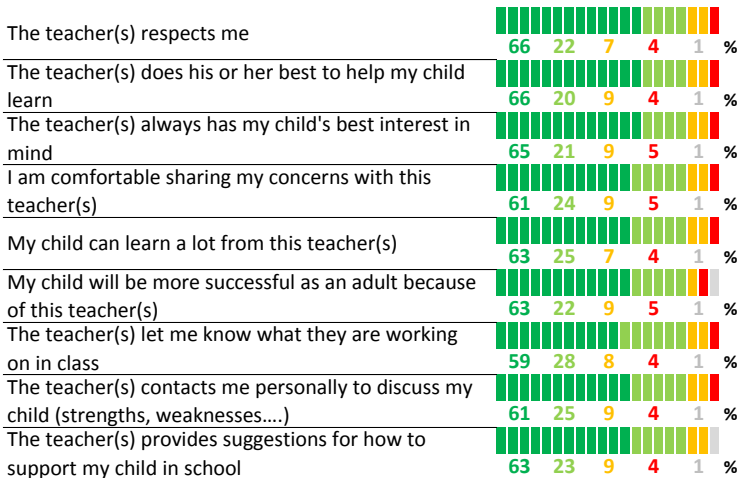 The teacher(s) respects me
66 22 7 4 1 %
The teacher(s) does his or her best to help my child
learn
66 20 9 4 1 %
The teacher(s) always has my child's best interest in
mind
65 21 9 5 1 %
I am comfortable sharing my concerns with this
teacher(s)
61 24 9 5 1 %
My child can learn a lot from this teacher(s)
63 25 7 4 1 %
My child will be more successful as an adult because
of this teacher(s)
63 22 9 5 1 %
The teacher(s) let me know what they are working
on in class
59 28 8 4 1 %
The teacher(s) contacts me personally to discuss my
child (strengths, weaknesses....)
61 25 9 4 1 %
The teacher(s) provides suggestions for how to
support my child in school
63 23 9 4 1 %